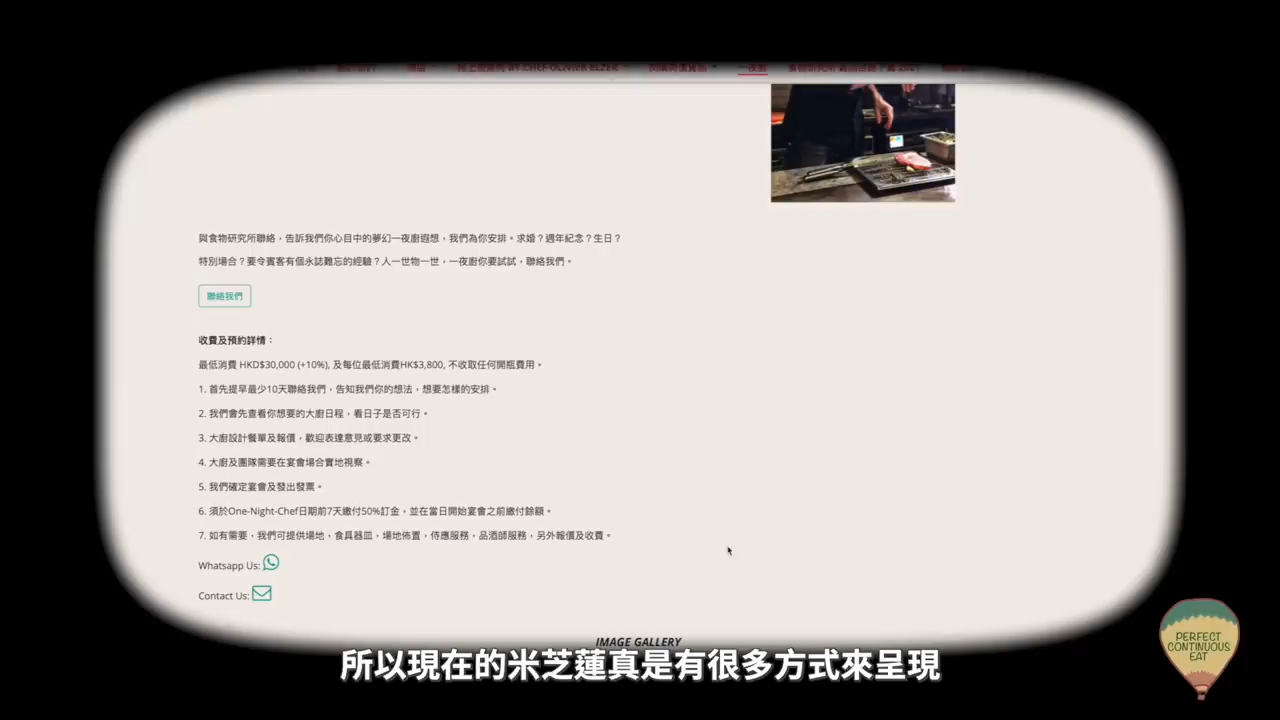 BY CHEF OLIVIER ELZER
一夜廚
與食物研究所聯絡，告訴我們你心目中的夢幻一夜廚遐想，我們為你安排。求婚？週年紀念？生日？
特別場合？要令賓客有個永誌難忘的經驗？人一世物一世，一夜廚你要試試，聯絡我們。
聯絡我們
收費及預約詳情：
最低消費 HKD$30,000 (+10%), 及每位最低消費HK$3,800, 不收取任何開瓶費用。
1. 首先提早最少10天聯絡我們，告知我們你的想法，想要怎樣的安排。
2. 我們會先查看你想要的大廚日程，看日子是否可行。
3. 大廚設計餐單及報價，歡迎表達意見或要求更改。
4. 大廚及團隊需要在宴會場合實地視察。
5. 我們確定宴會及發出發票。
6. 須於One-Night-Chef日期前7天繳付50%訂金，並在當日開始宴會之前繳付餘額。
7. 如有需要，我們可提供場地，食具器皿，場地佈置，侍應服務，品酒師服務，另外報價及收費。
Whatsapp Us:
Contact Us:
IMAGE GALLERY
所以現在的米芝蓮真是有很多方式來呈現
PERFECT
CONTINUOUS
EAT